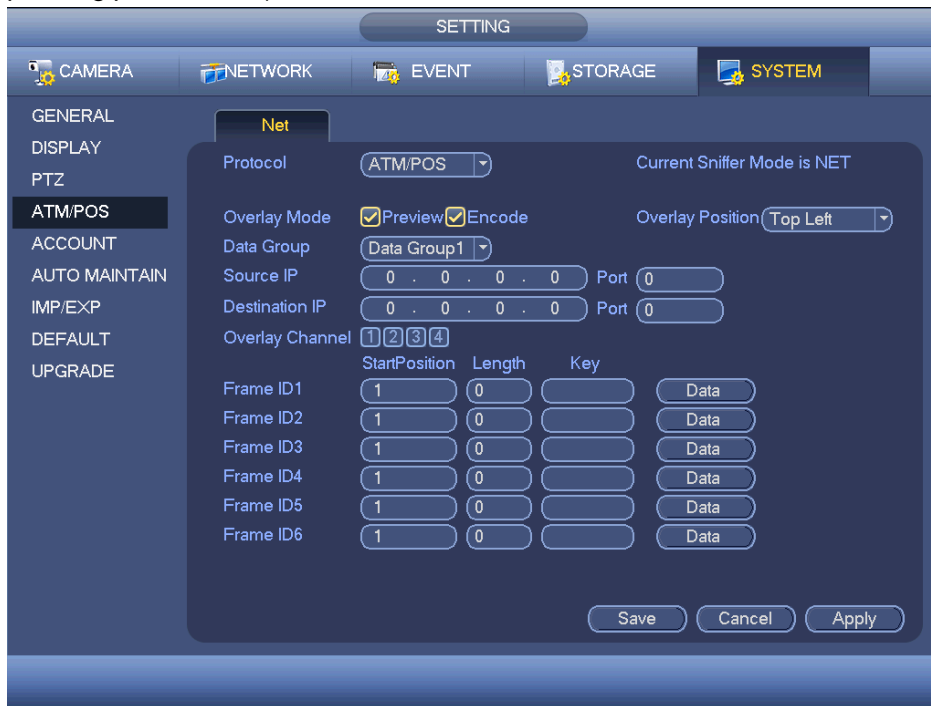 SETTING
CAMERA NETWORK EVENT STORAGE SYSTEM
GENERAL
DISPLAY
PTZ
ATM/POS
ACCOUNT
AUTO MAINTAIN
IMP/EXP
DEFAULT
UPGRADE
Net
Protocol ATM/POS Current Sniffer Mode is NET
Overlay Mode Preview Encode Overlay Position Top Left
Data Group Data Group1
Source IP 0 . 0 . 0 . 0 Port 0
Destination IP 0 . 0 . 0 . 0 Port 0
Overlay Channel 1 2 3 4
StartPosition Length Key
Frame ID1 1 0 Data
Frame ID2 1 0 Data
Frame ID3 1 0 Data
Frame ID4 1 0 Data
Frame ID5 1 0 Data
Frame ID6 1 0 Data
Save Cancel Apply